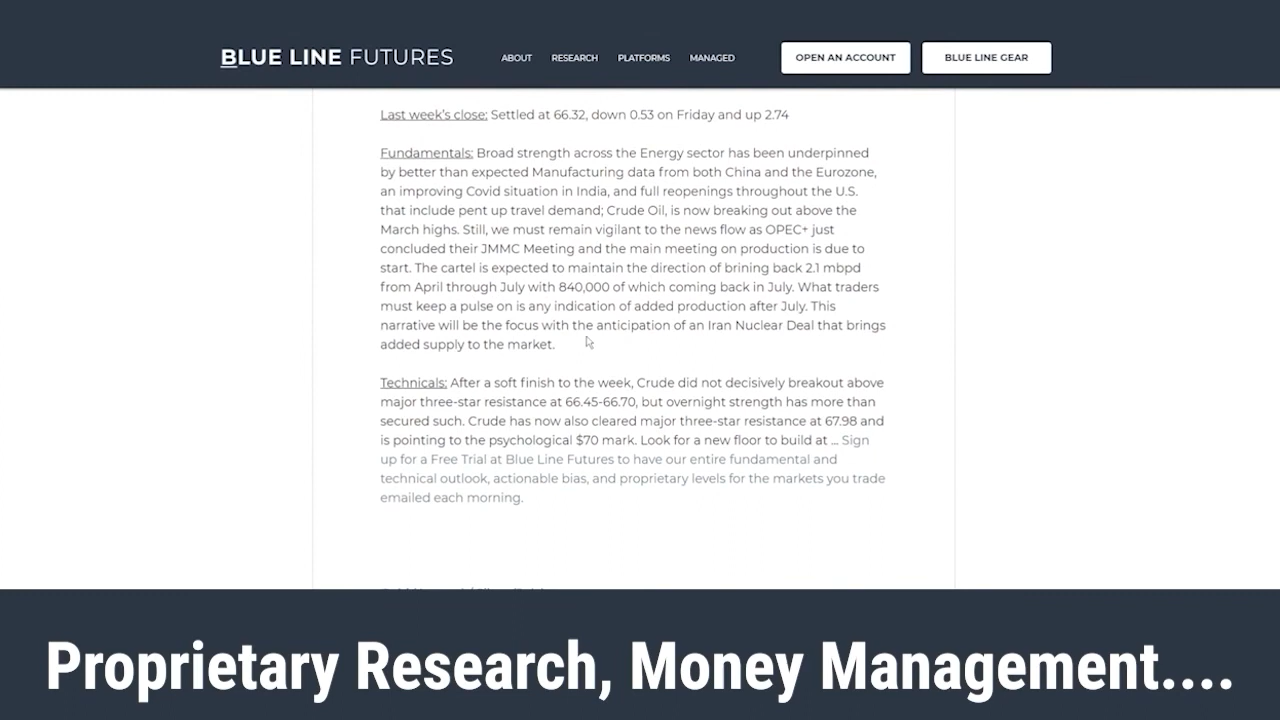 BLUE LINE FUTURES
ABOUT
RESEARCH
PLATFORMS
MANAGED
OPEN AN ACCOUNT
BLUE LINE GEAR
Last week's close: Settled at 66.32, down 0.53 on Friday and up 2.74
Fundamentals: Broad strength across the Energy sector has been underpinned
by better than expected Manufacturing data from both China and the Eurozone,
an improving Covid situation in India, and full reopenings throughout the U.S.
that include pent up travel demand; Crude Oil, is now breaking out above the
March highs. Still, we must remain vigilant to the news flow as OPEC+ just
concluded their JMMC Meeting and the main meeting on production is due to
start. The cartel is expected to maintain the direction of brining back 2.1 mbpd
from April through July with 840,000 of which coming back in July. What traders
must keep a pulse on is any indication of added production after July. This
narrative will be the focus with the anticipation of an Iran Nuclear Deal that brings
added supply to the market.
Technicals: After a soft finish to the week, Crude did not decisively breakout above
major three-star resistance at 66.45-66.70, but overnight strength has more than
secured such. Crude has now also cleared major three-star resistance at 67.98 and
is pointing to the psychological $70 mark. Look for a new floor to build at ... Sign
up for a Free Trial at Blue Line Futures to have our entire fundamental and
technical outlook, actionable bias, and proprietary levels for the markets you trade
emailed each morning.
Proprietary Research, Money Management....